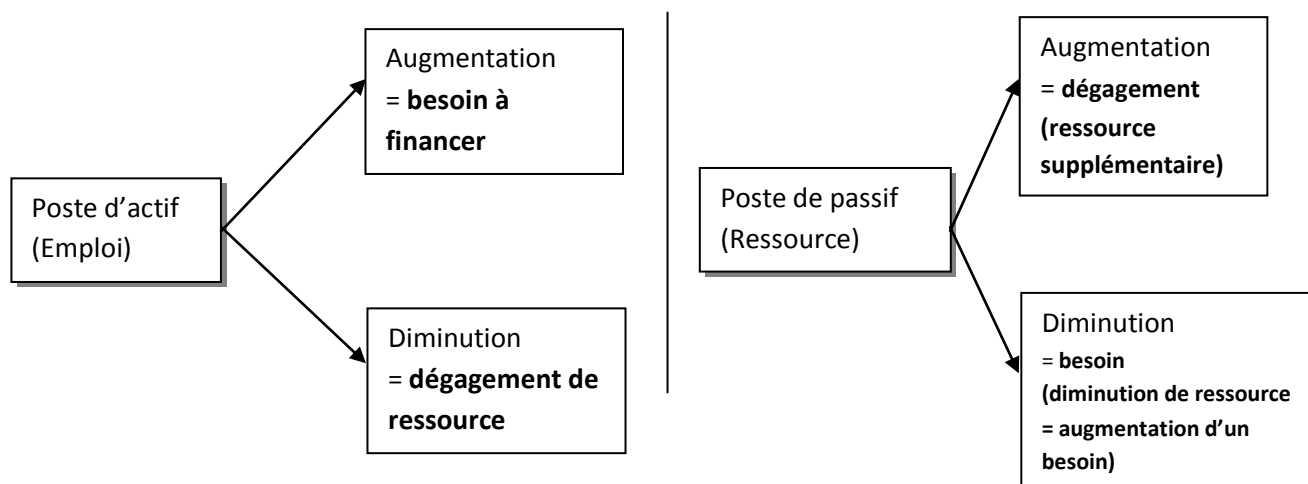 Poste d’actif
(Emploi)
Augmentation
= besoin à
financer
Diminution
= dégagement de
ressource
Poste de passif
(Ressource)
Augmentation
= dégagement
(ressource
supplémentaire)
Diminution
= besoin
(diminution de ressource
= augmentation d’un
besoin)